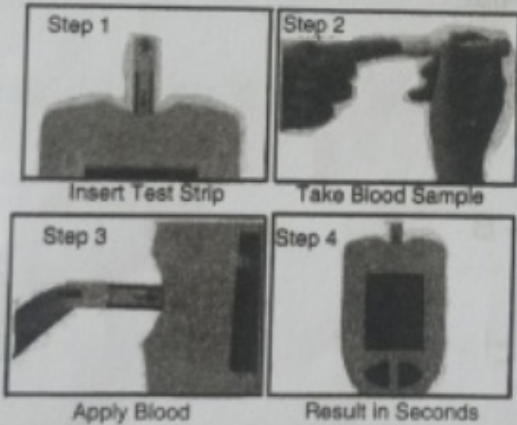 Step 1
Step 2
Insert Test Strip
Take Blood Sample
Step 3
Step 4
Apply Blood
Result in Seconds